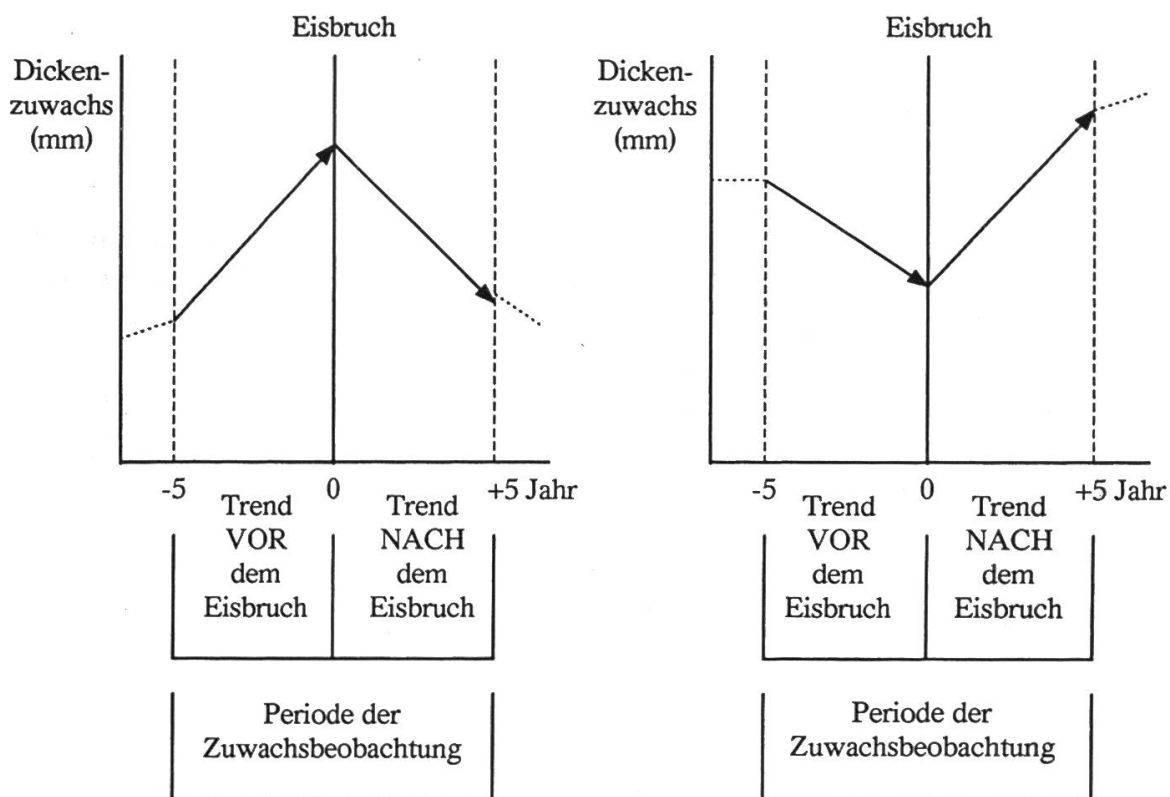 Eisbruch
Dicken-
zuwachs
(mm)
-5
0
+5 Jahr
Trend
VOR
dem
Eisbruch
Trend
NACH
dem
Eisbruch
Periode der
Zuwachsbeobachtung
Eisbruch
Dicken-
zuwachs
(mm)
-5
0
+5 Jahr
Trend
VOR
dem
Eisbruch
Trend
NACH
dem
Eisbruch
Periode der
Zuwachsbeobachtung